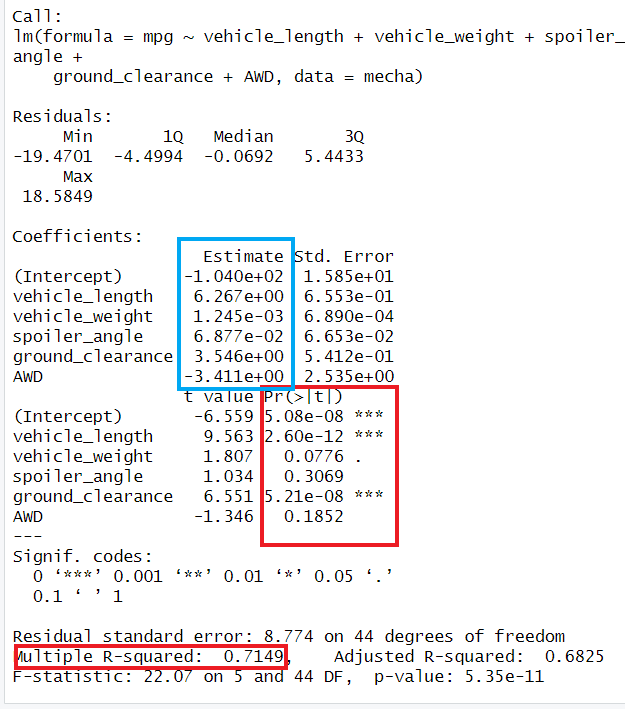 Call:
lm(formula = mpg ~ vehicle_length + vehicle_weight + spoiler_
angle +
    ground_clearance + AWD, data = mecha)

Residuals:
     Min       1Q   Median       3Q
-19.4701  -4.4994  -0.0692   5.4433
     Max
 18.5849

Coefficients:
                   Estimate Std. Error
(Intercept)      -1.040e+02  1.585e+01
vehicle_length    6.267e+00  6.553e-01
vehicle_weight    1.245e-03  6.890e-04
spoiler_angle     6.877e-02  6.653e-02
ground_clearance  3.546e+00  5.412e-01
AWD              -3.411e+00  2.535e+00
                 t value Pr(>|t|)
(Intercept)       -6.559 5.08e-08 ***
vehicle_length     9.563 2.60e-12 ***
vehicle_weight     1.807   0.0776 .
spoiler_angle      1.034   0.3069
ground_clearance   6.551 5.21e-08 ***
AWD               -1.346   0.1852
---
Signif. codes:
  0 ‘***’ 0.001 ‘**’ 0.01 ‘*’ 0.05 ‘.’
  0.1 ‘ ’ 1

Residual standard error: 8.774 on 44 degrees of freedom
Multiple R-squared:  0.7149,    Adjusted R-squared:  0.6825
F-statistic: 22.07 on 5 and 44 DF,  p-value: 5.35e-11